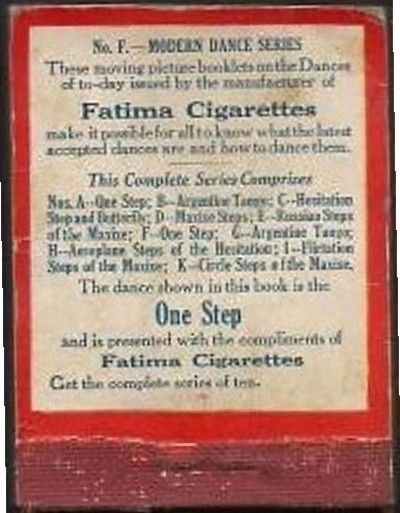 No. F.—MODERN DANCE SERIES
These moving picture booklets on the Dances
of to-day issued by the manufacturer of
Fatima Cigarettes
make it possible for all to know what the latest
accepted dances are and how to dance them.
This Complete Series Comprises
Nos. A--One Step; B--Argentine Tango; C--Hesitation
Step and Butterfly; D--Maxixe Steps; E--Russian Steps
of the Maxixe; F--One Step; G--Argentine Tango;
H--Aeroplane Steps of the Hesitation; I--Flirtation
Steps of the Maxixe; K--Circle Steps of the Maxixe.
The dance shown in this book is the
One Step
and is presented with the compliments of
Fatima Cigarettes
Get the complete series of ten.